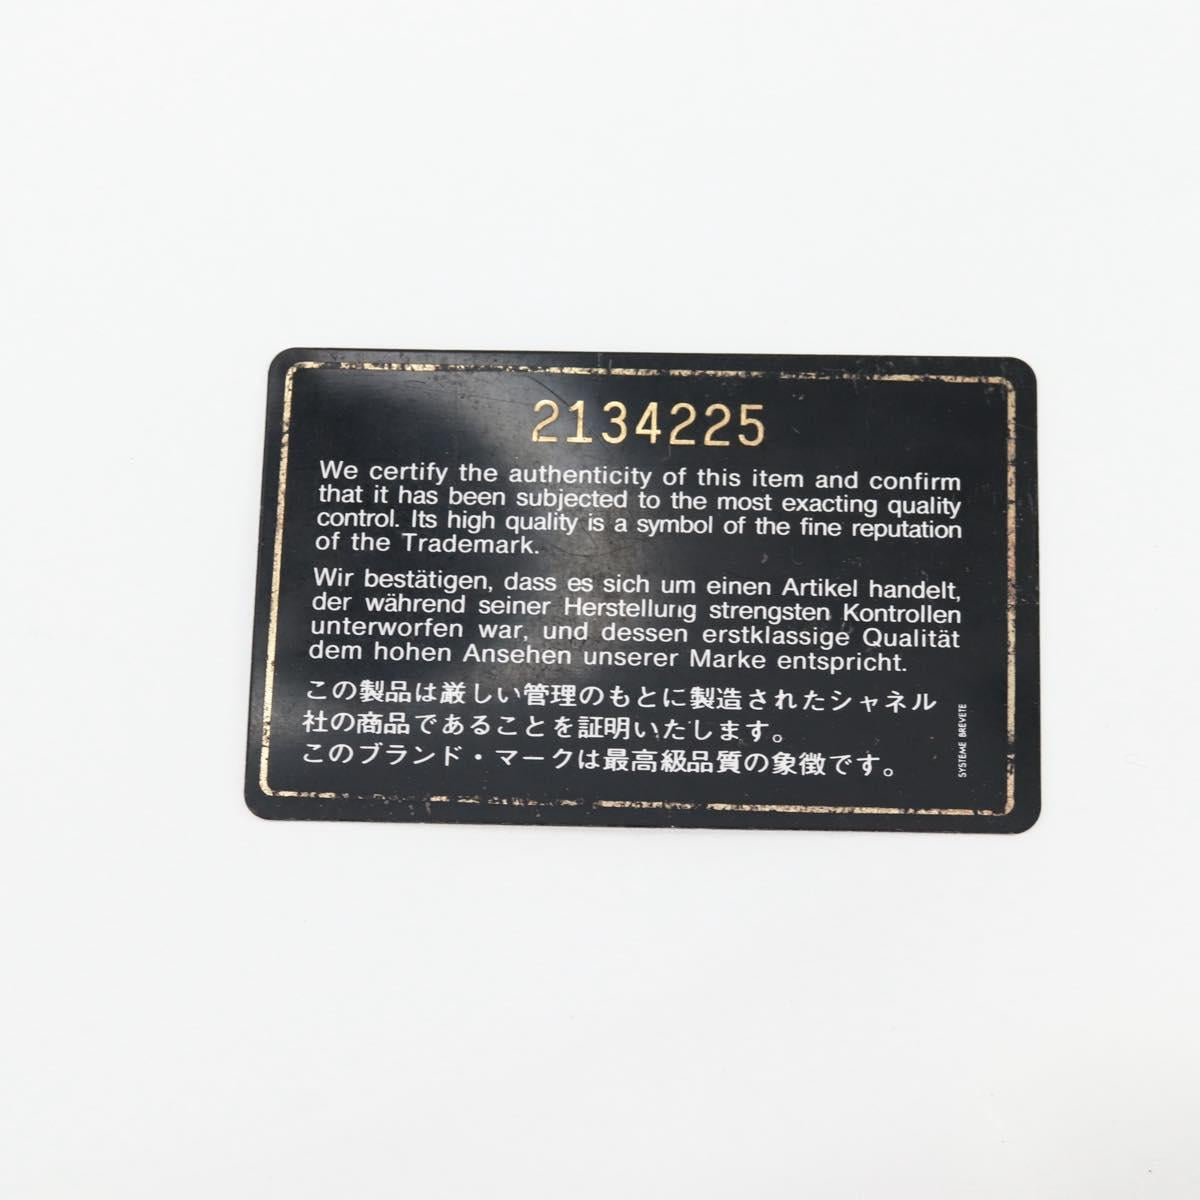 2134225
We certify the authenticity of this item and confirm
that it has been subjected to the most exacting quality
control. Its high quality is a symbol of the fine reputation
of the Trademark.
Wir bestätigen, dass es sich um einen Artikel handelt,
der während seiner Herstellung strengsten Kontrollen
unterworfen war, und dessen erstklassige Qualität
dem hohen Ansehen unserer Marke entspricht.
この製品は厳しい管理のもとに製造されたシャネル
社の商品であることを証明いたします。
このブランド・マークは最高級品質の象徴です。
SYSTEME BREVETE